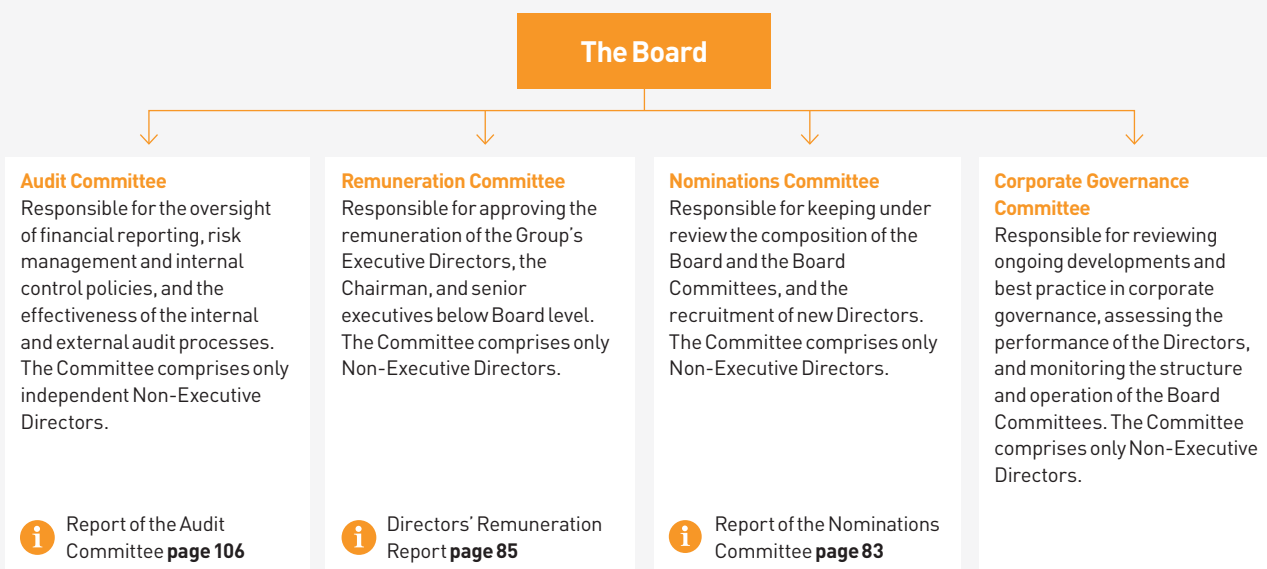 The Board
Audit Committee
Responsible for the oversight
of financial reporting, risk
management and internal
control policies, and the
effectiveness of the internal
and external audit processes.
The Committee comprises only
independent Non-Executive
Directors.
Report of the Audit
Committee page 106
Remuneration Committee
Responsible for approving the
remuneration of the Group’s
Executive Directors, the
Chairman, and senior
executives below Board level.
The Committee comprises only
Non-Executive Directors.
Directors’ Remuneration
Report page 85
Nominations Committee
Responsible for keeping under
review the composition of the
Board and the Board
Committees, and the
recruitment of new Directors.
The Committee comprises only
Non-Executive Directors.
Report of the Nominations
Committee page 83
Corporate Governance
Committee
Responsible for reviewing
ongoing developments and
best practice in corporate
governance, assessing the
performance of the Directors,
and monitoring the structure
and operation of the Board
Committees. The Committee
comprises only Non-Executive
Directors.